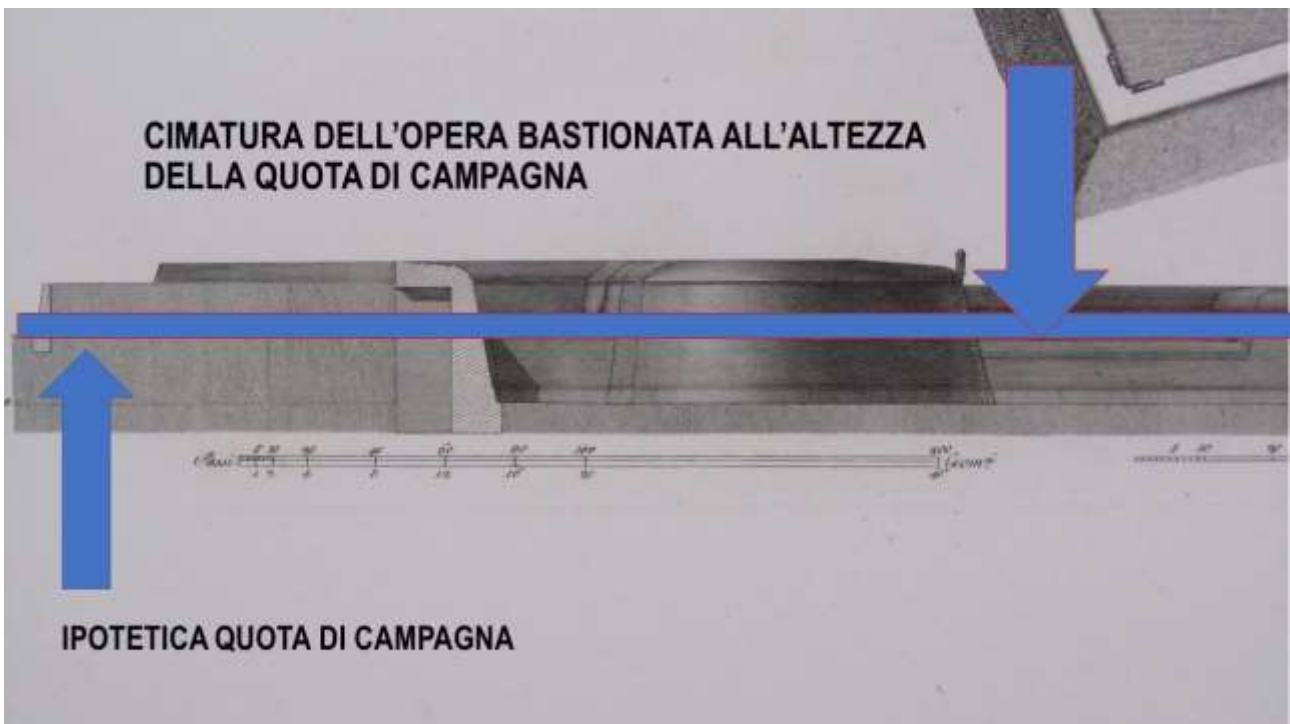 CIMATURA DELL'OPERA BASTIONATA ALL'ALTEZZA
DELLA QUOTA DI CAMPAGNA
IPOTETICA QUOTA DI CAMPAGNA